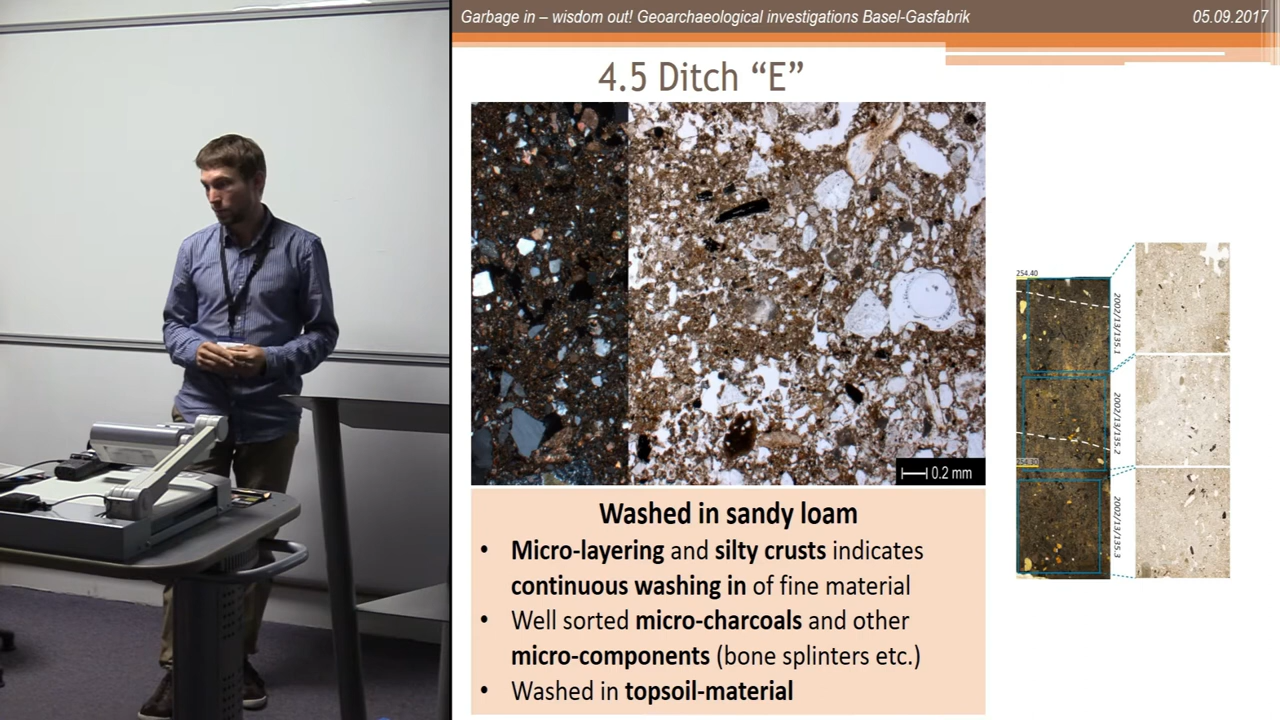 Garbage in – wisdom out! Geoarchaeological investigations Basel-Gasfabrik
05.09.2017
4.5 Ditch “E”
0.2 mm
Washed in sandy loam
• Micro-layering and silty crusts indicates
continuous washing in of fine material
• Well sorted micro-charcoals and other
micro-components (bone splinters etc.)
• Washed in topsoil-material
254.40
2002/13/135.1
2002/13/135.2
254.30
2002/13/135.3